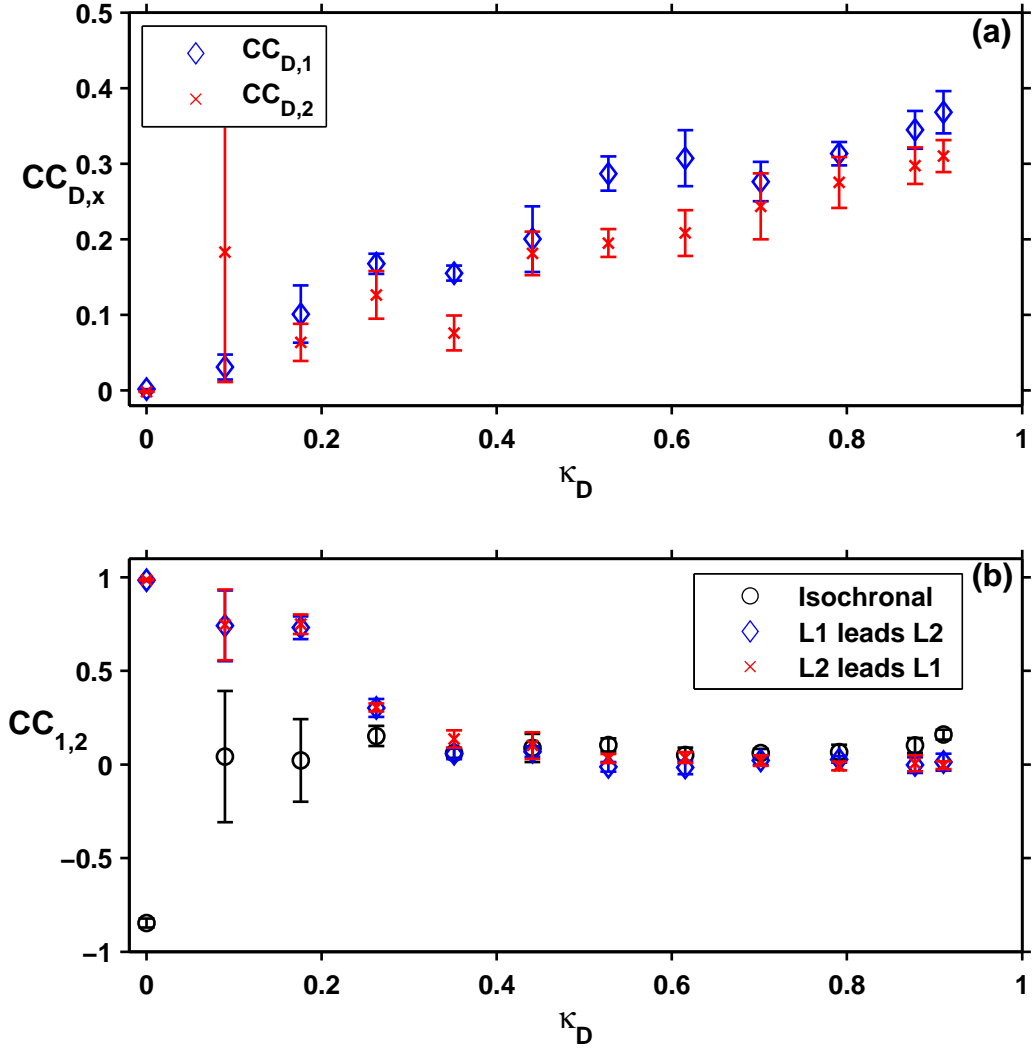 (a)
0.5
0.4
0.3
0.2
0.1
0
CC_D,x
CC_D,1
CC_D,2
0 0.2 0.4 0.6 0.8 1
κ_D
(b)
1
0.5
0
−0.5
−1
CC_1,2
Isochronal
L1 leads L2
L2 leads L1
0 0.2 0.4 0.6 0.8 1
κ_D